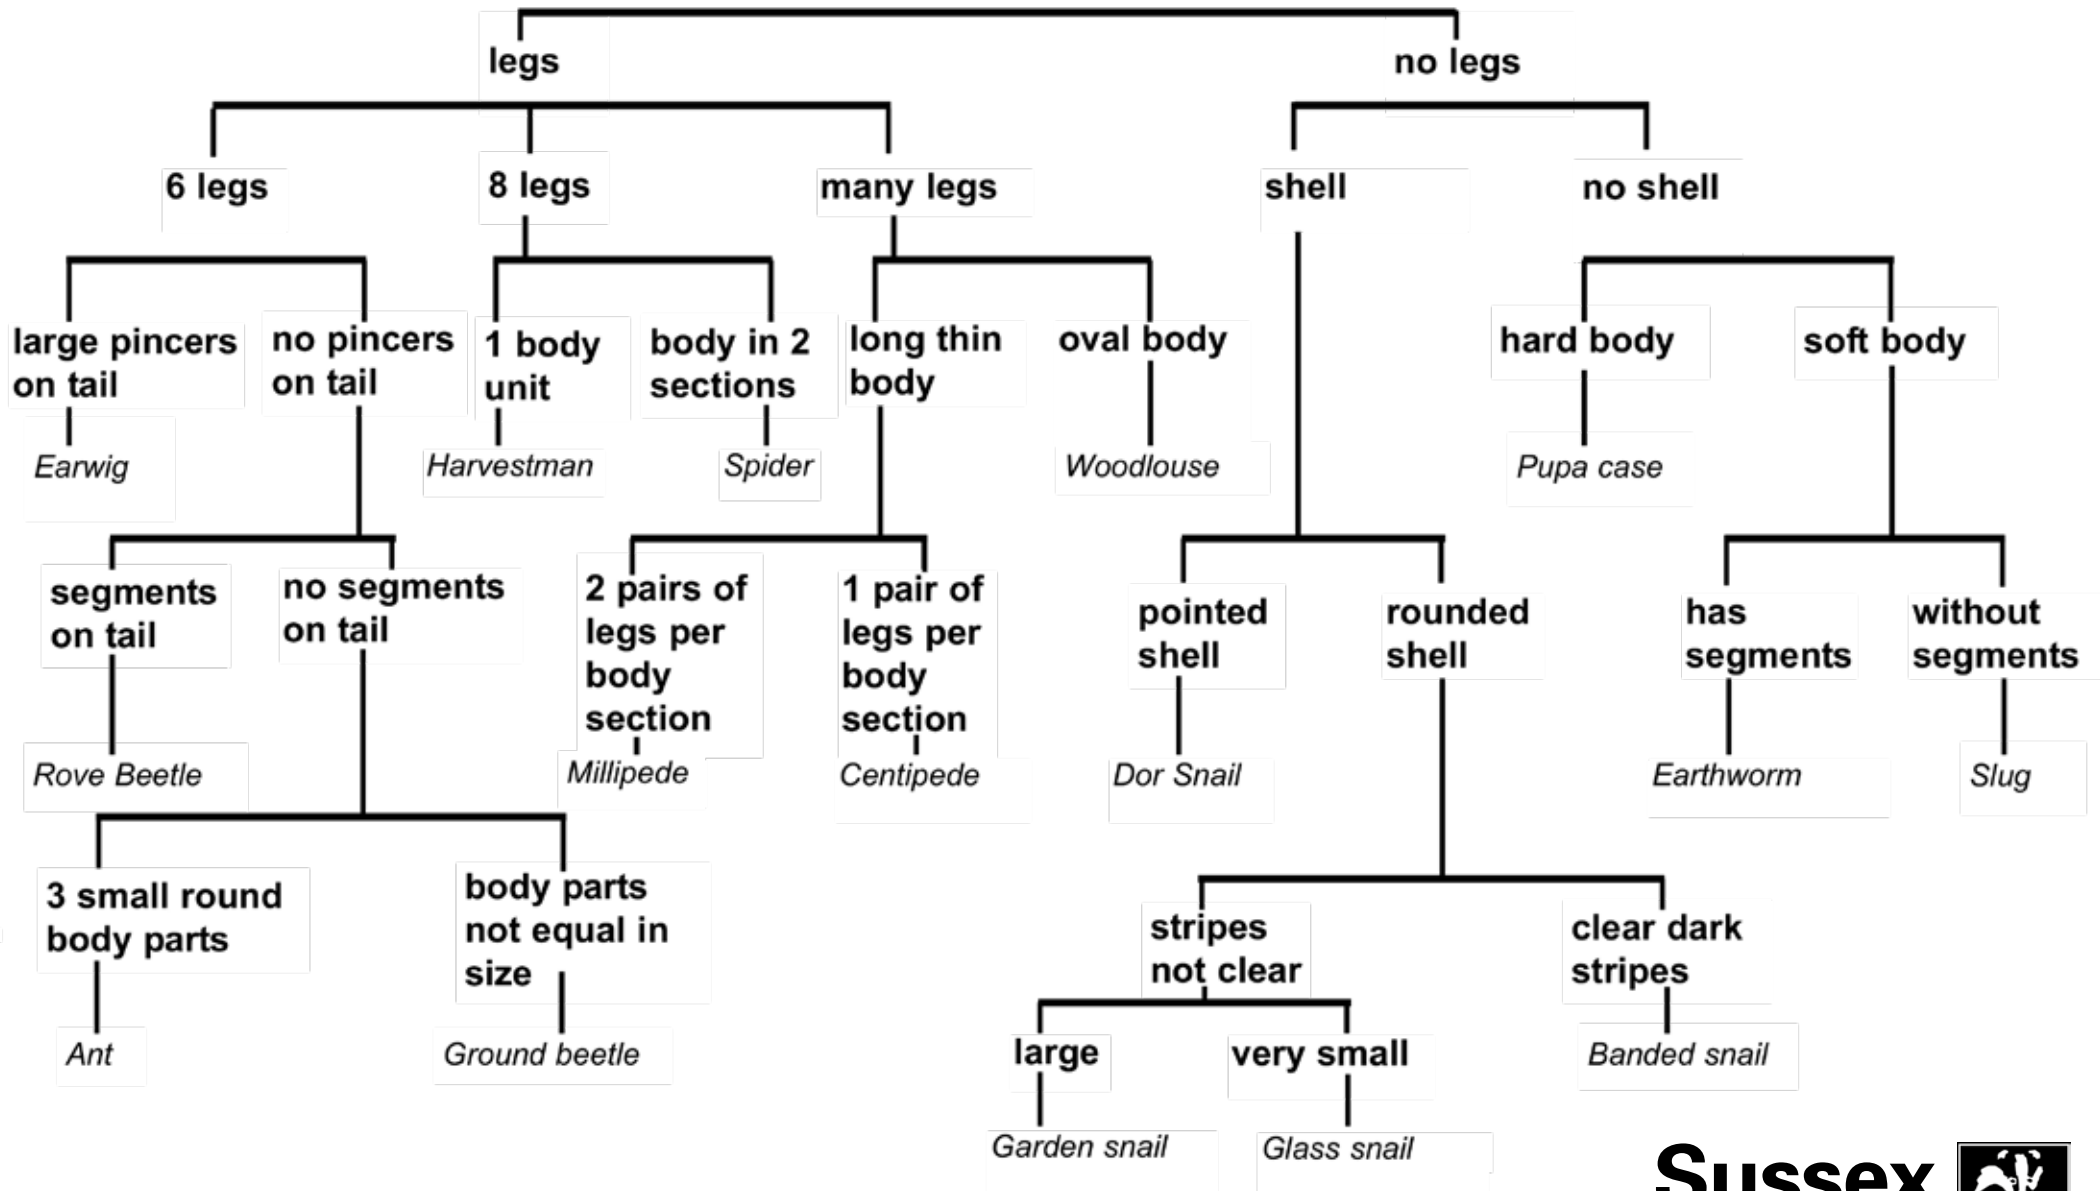 legs
no legs
6 legs
8 legs
many legs
shell
no shell
large pincers
on tail
no pincers
on tail
1 body
unit
body in 2
sections
long thin
body
oval body
hard body
soft body
Earwig
Harvestman
Spider
Woodlouse
Pupa case
segments
on tail
no segments
on tail
2 pairs of
legs per
body
section
1 pair of
legs per
body
section
pointed
shell
rounded
shell
has
segments
without
segments
Rove Beetle
Millipede
Centipede
Dor Snail
Earthworm
Slug
3 small round
body parts
body parts
not equal in
size
stripes
not clear
clear dark
stripes
Ant
Ground beetle
large
very small
Banded snail
Garden snail
Glass snail
Sussex